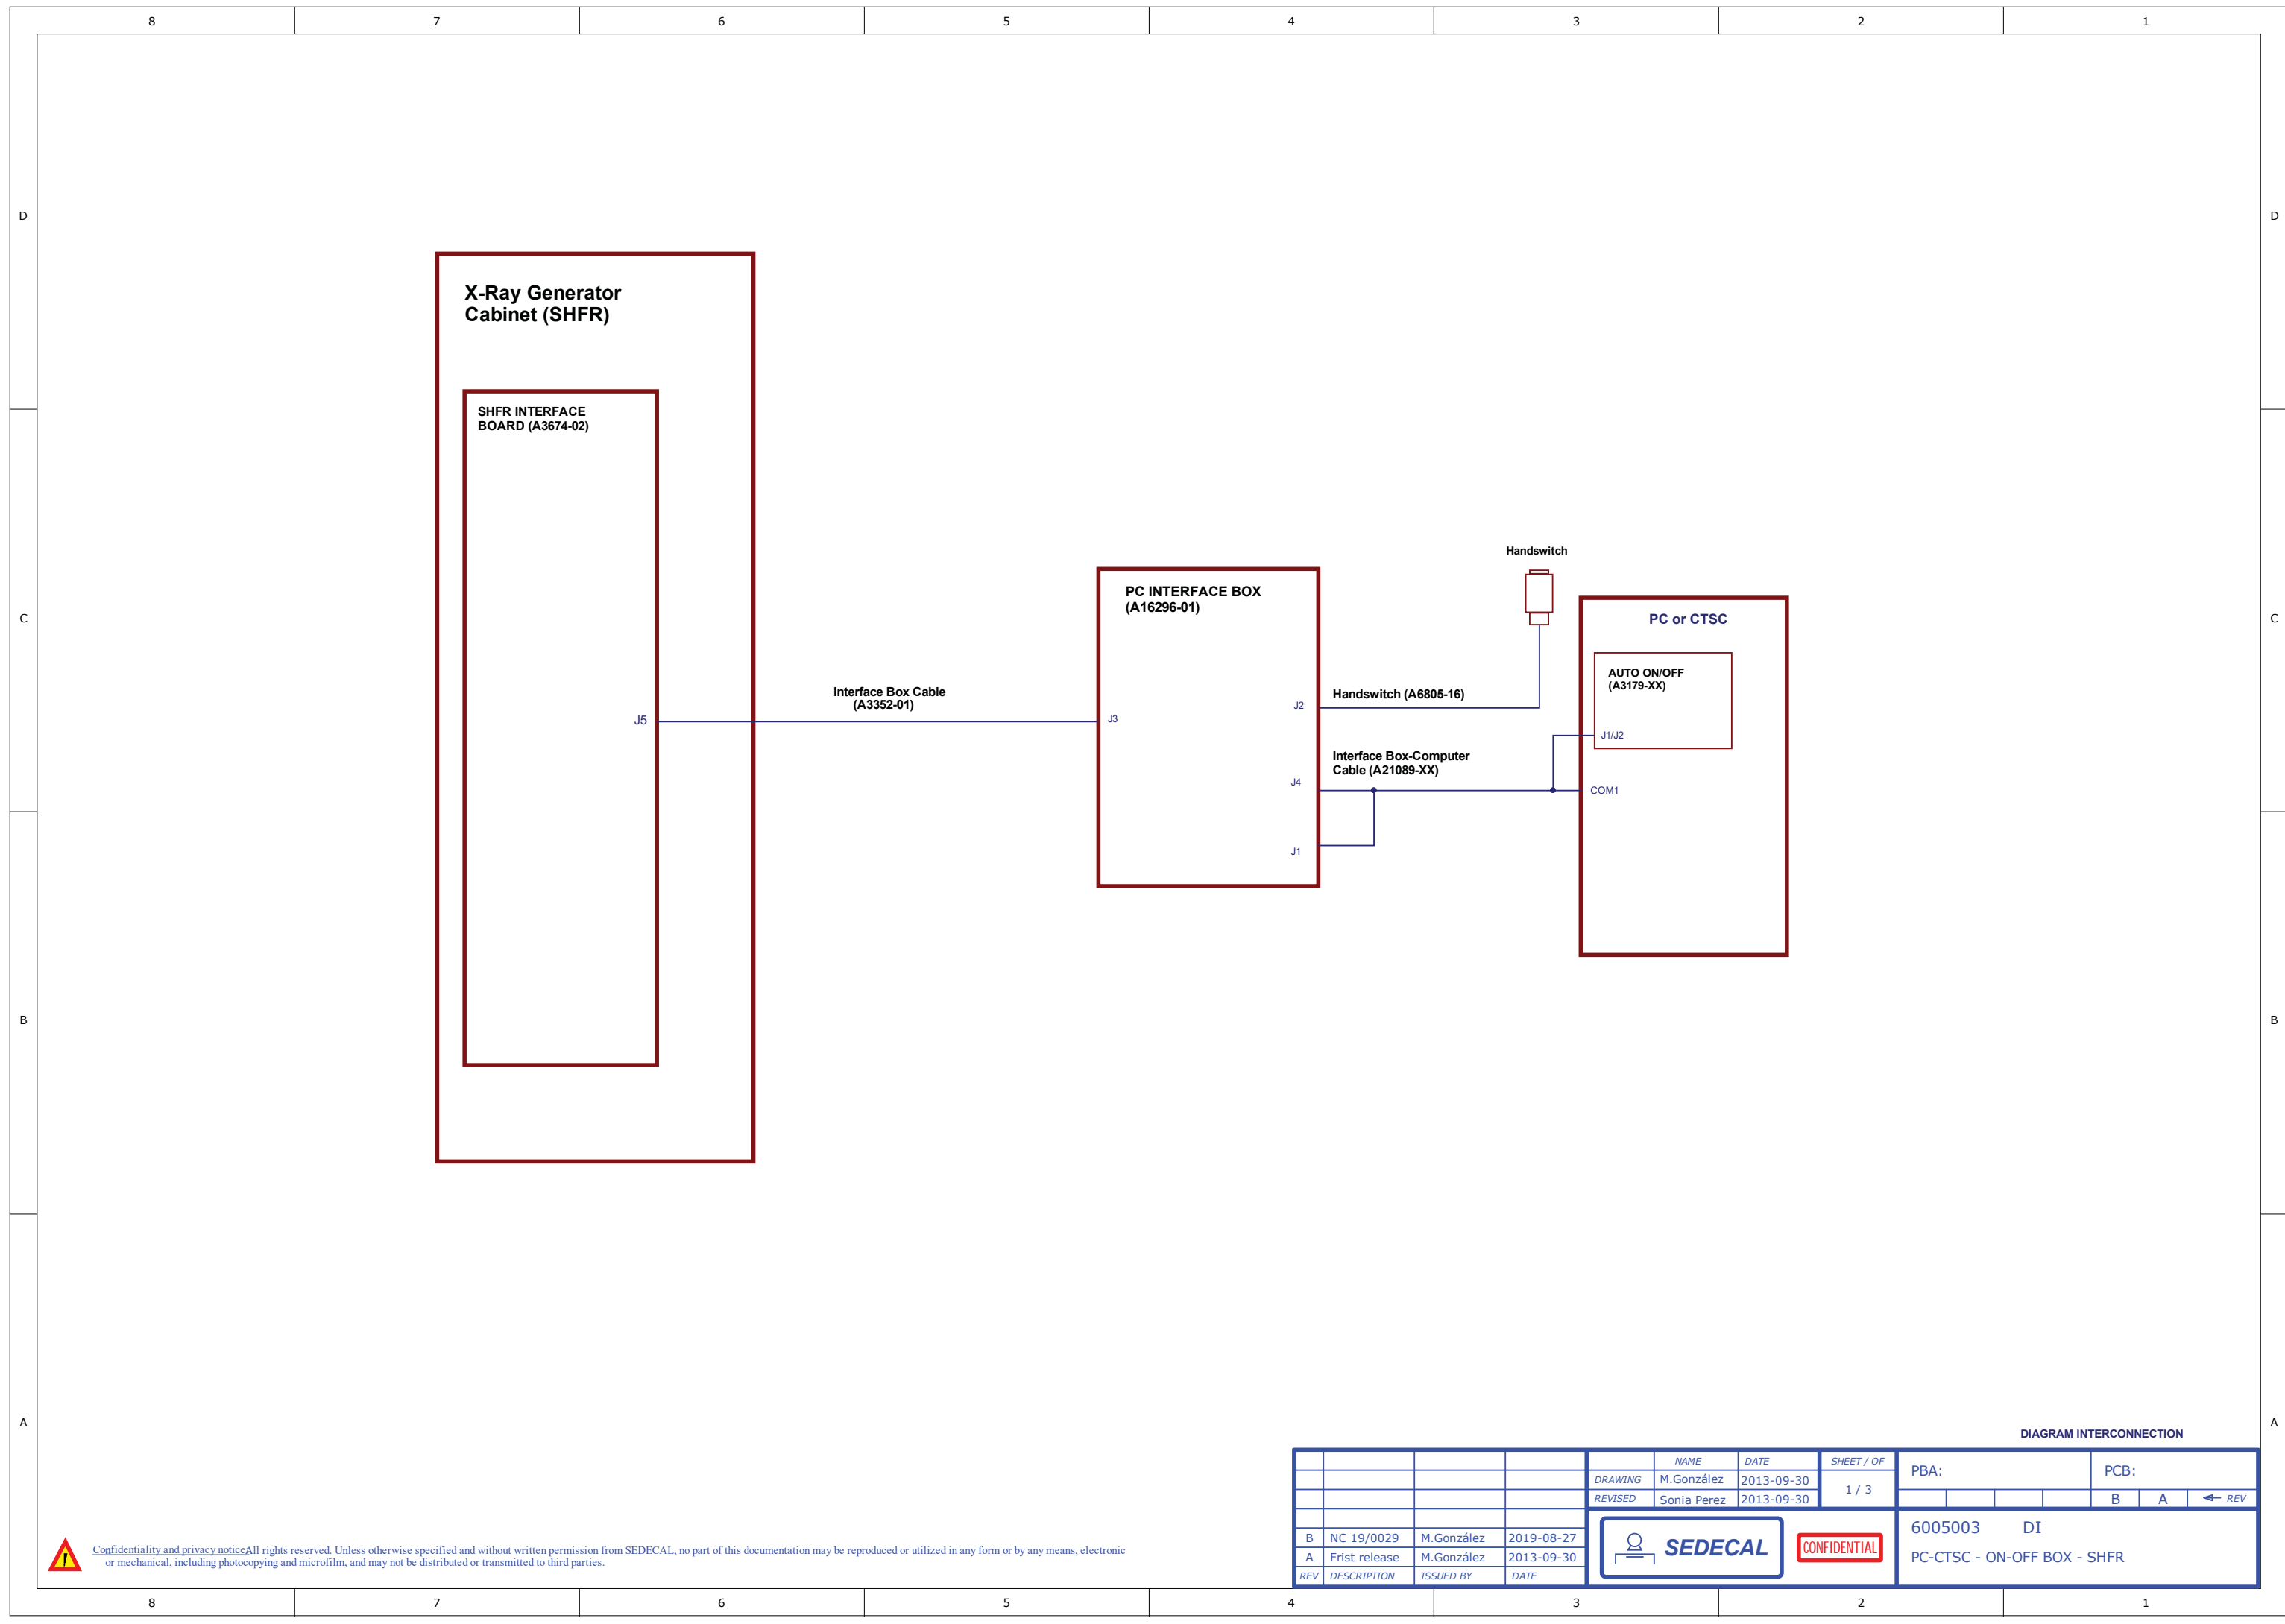 8 7 6 5 4 3 2 1
D D
X-Ray Generator
Cabinet (SHFR)
SHFR INTERFACE
BOARD (A3674-02)
Handswitch
PC INTERFACE BOX
(A16296-01)
C C
PC or CTSC
AUTO ON/OFF
(A3179-XX)
Interface Box Cable
(A3352-01)
Handswitch (A6805-16)
J5
J3
J2
J1/J2
Interface Box-Computer
Cable (A21089-XX)
J4
COM1
J1
B B
A A
DIAGRAM INTERCONNECTION
NAME DATE SHEET / OF
DRAWING M.González 2013-09-30
REVISED Sonia Perez 2013-09-30
1 / 3
PBA: PCB:
B A REV
B NC 19/0029 M.González 2019-08-27
A Frist release M.González 2013-09-30
REV DESCRIPTION ISSUED BY DATE
SEDECAL
CONFIDENTIAL
6005003 DI
PC-CTSC - ON-OFF BOX - SHFR
Confidentiality and privacy notice All rights reserved. Unless otherwise specified and without written permission from SEDECAL, no part of this documentation may be reproduced or utilized in any form or by any means, electronic
or mechanical, including photocopying and microfilm, and may not be distributed or transmitted to third parties.
8 7 6 5 4 3 2 1